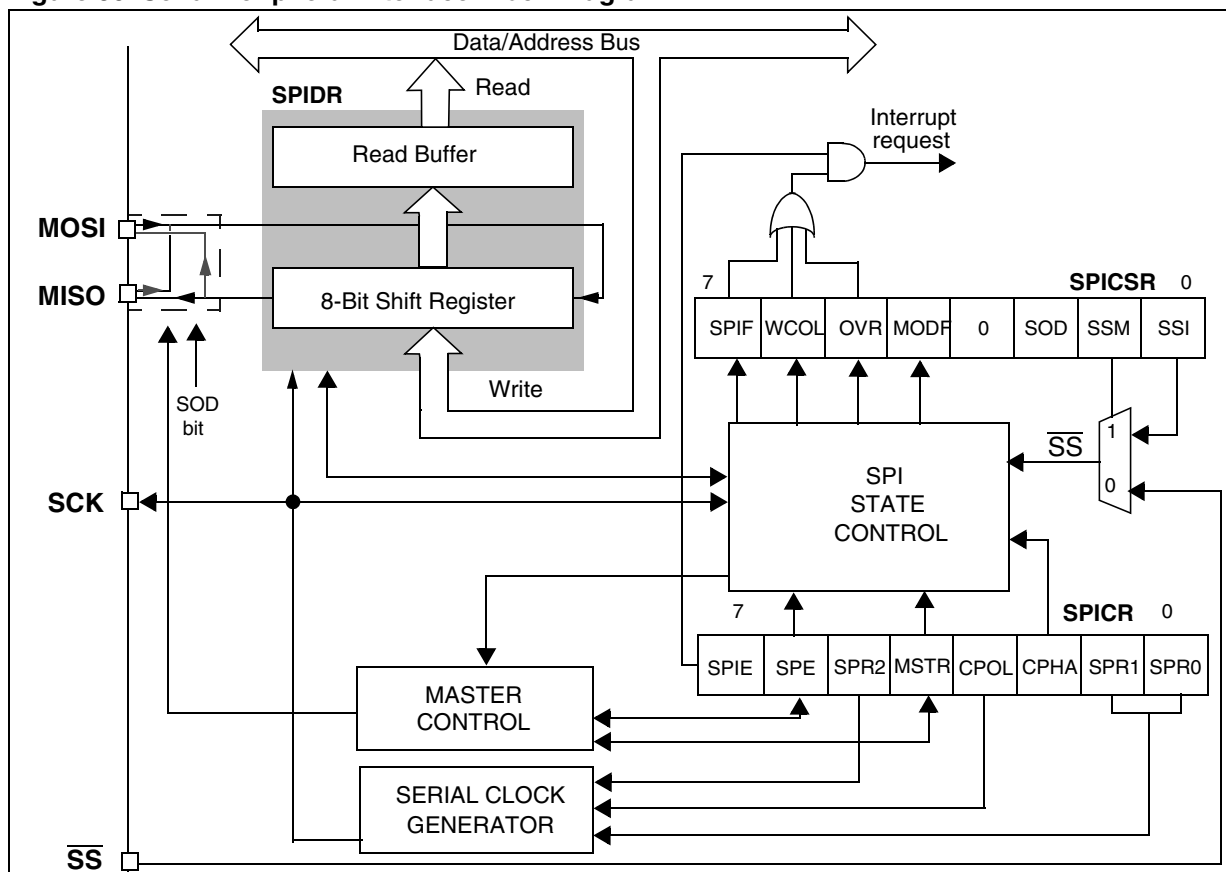 Data/Address Bus
SPIDR
Read
Read Buffer
Interrupt
request
MOSI
MISO
8-Bit Shift Register
Write
SOD
bit
7
SPICSR
0
SPIF
WCOL
OVR
MODF
0
SOD
SSM
SSI
1
SS
0
SCK
SPI
STATE
CONTROL
7
SPICR
0
SPIE
SPE
SPR2
MSTR
CPOL
CPHA
SPR1
SPR0
MASTER
CONTROL
SERIAL CLOCK
GENERATOR
SS